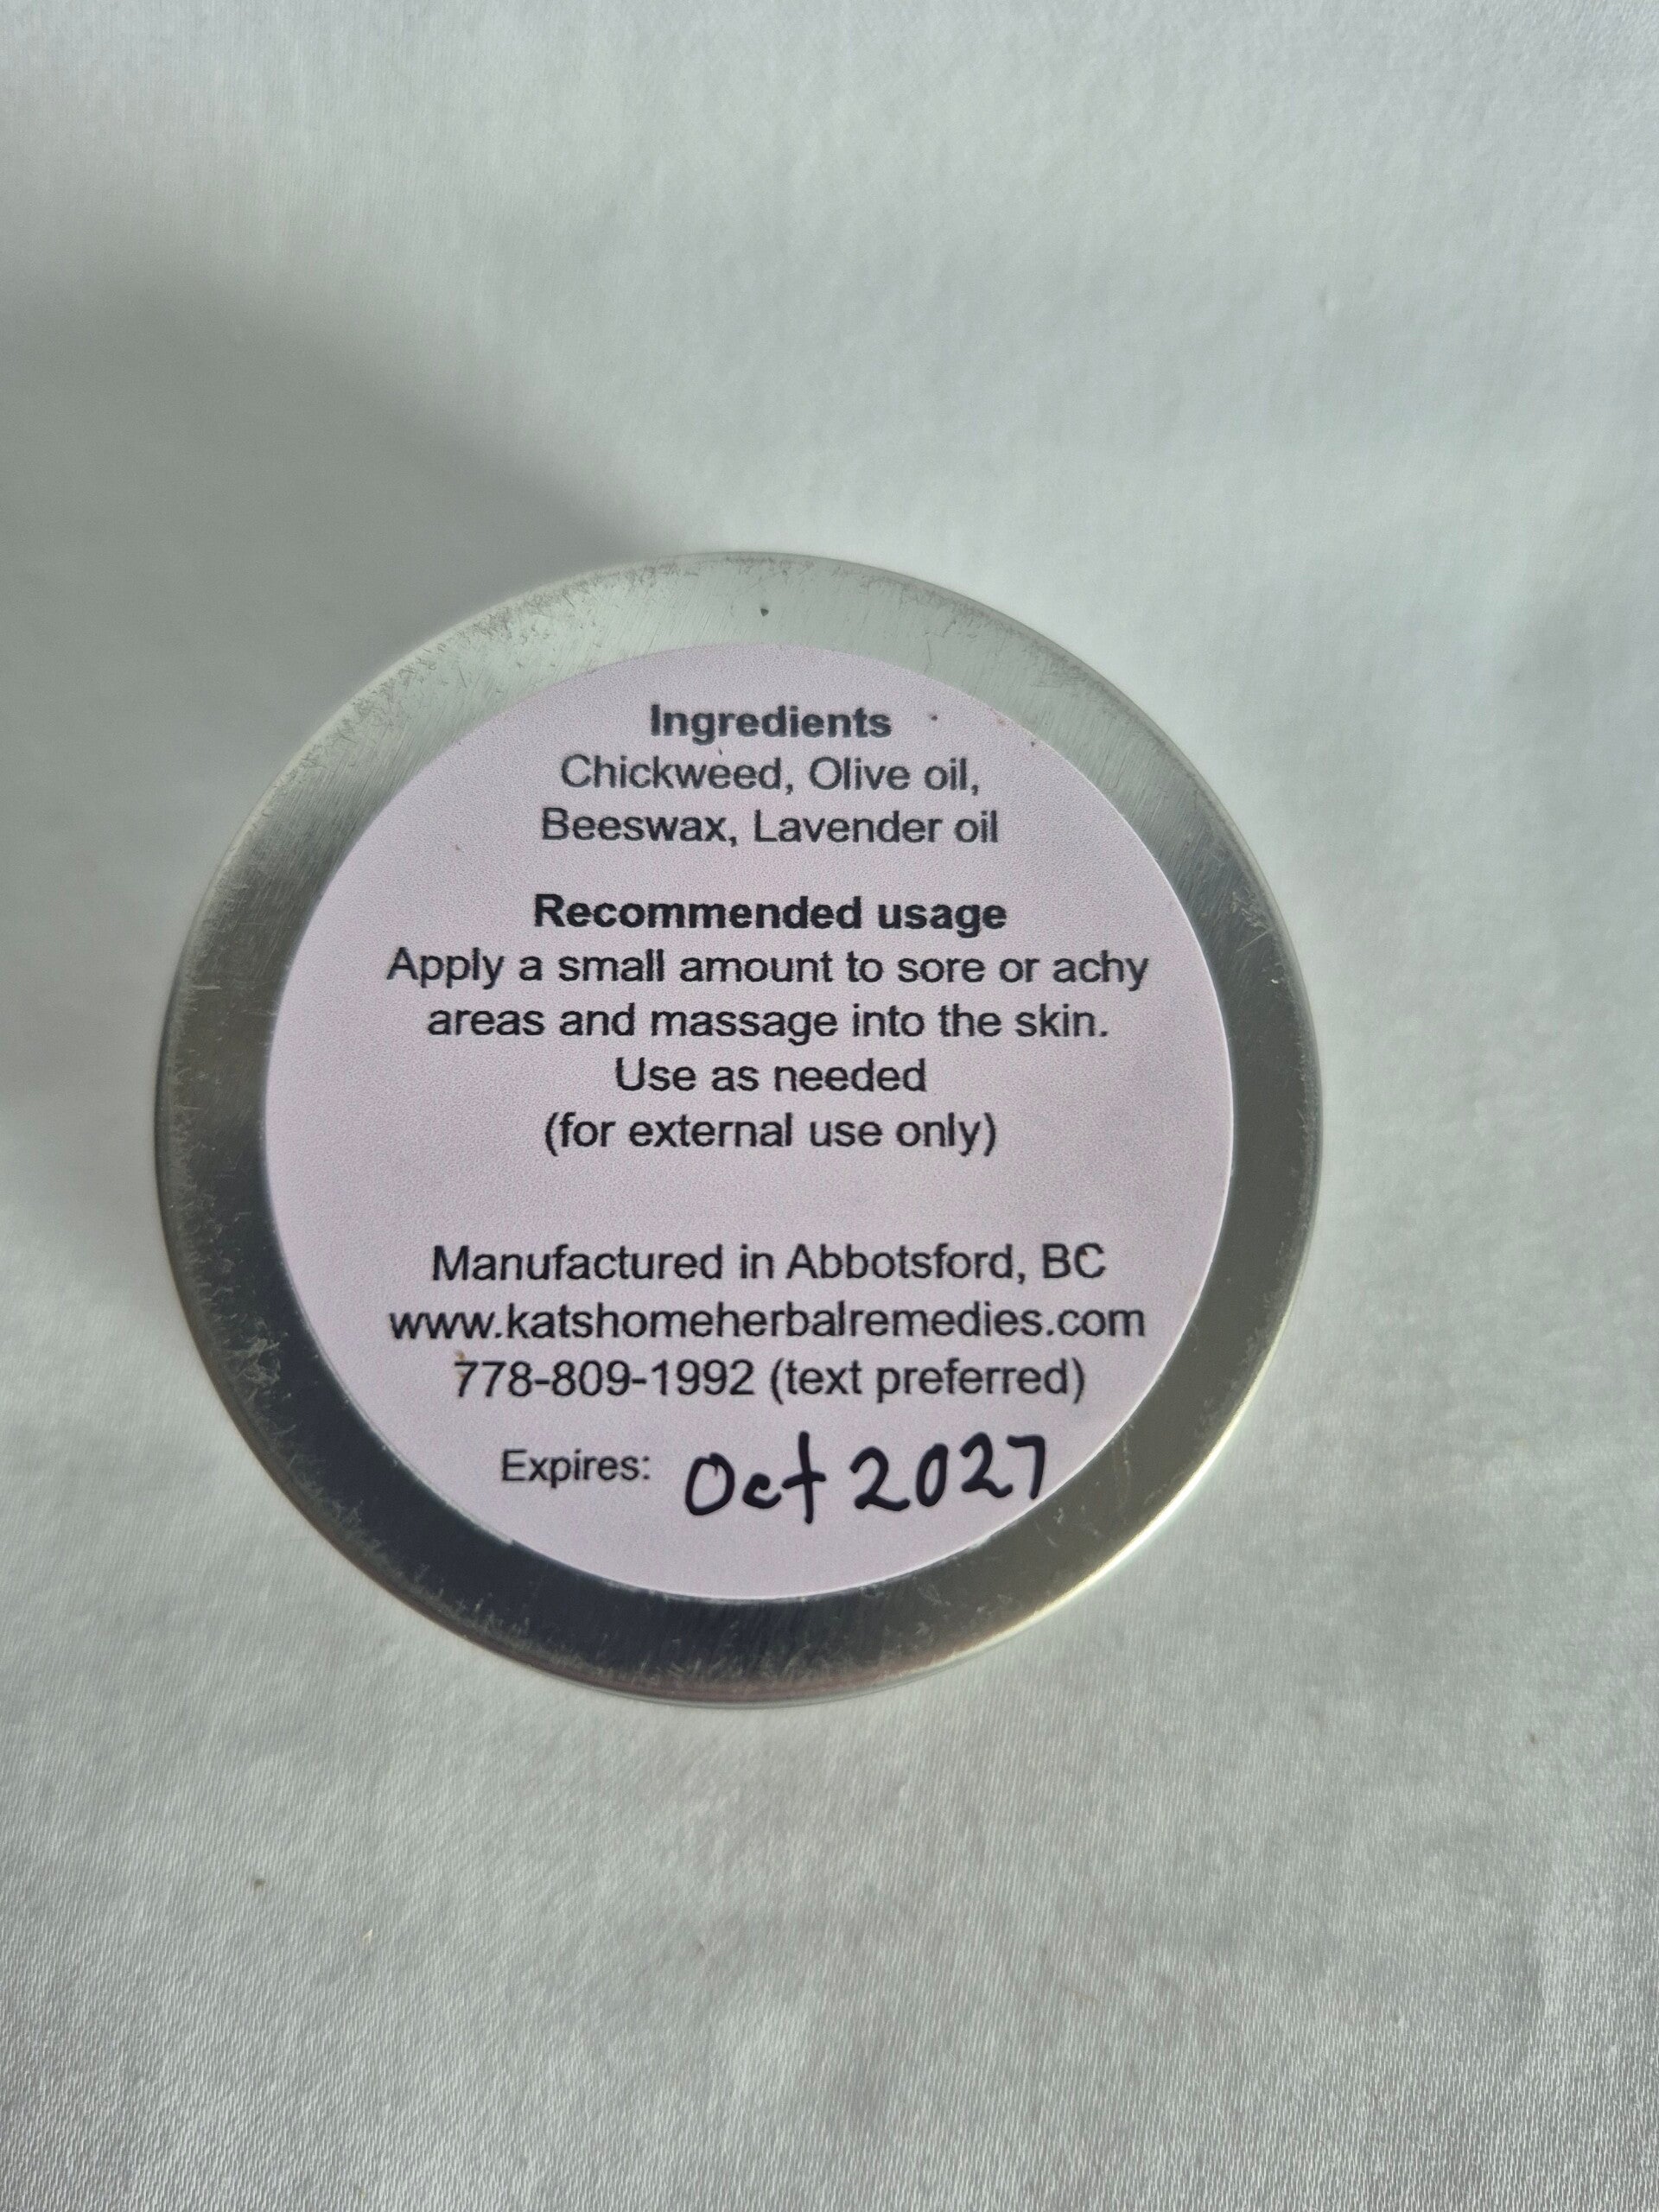 Ingredients
Chickweed, Olive oil,
Beeswax, Lavender oil
Recommended usage
Apply a small amount to sore or achy
areas and massage into the skin.
Use as needed
(for external use only)
Manufactured in Abbotsford, BC
www.katshomeherbalremedies.com
778-809-1992 (text preferred)
Expires: Oct 2027